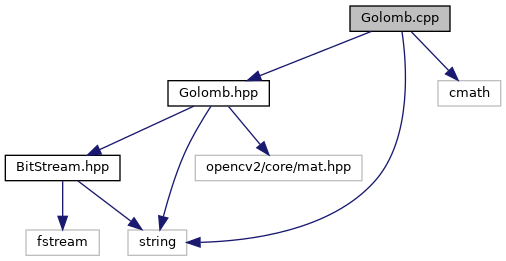 Golomb.cpp
Golomb.hpp
cmath
BitStream.hpp
opencv2/core/mat.hpp
fstream
string